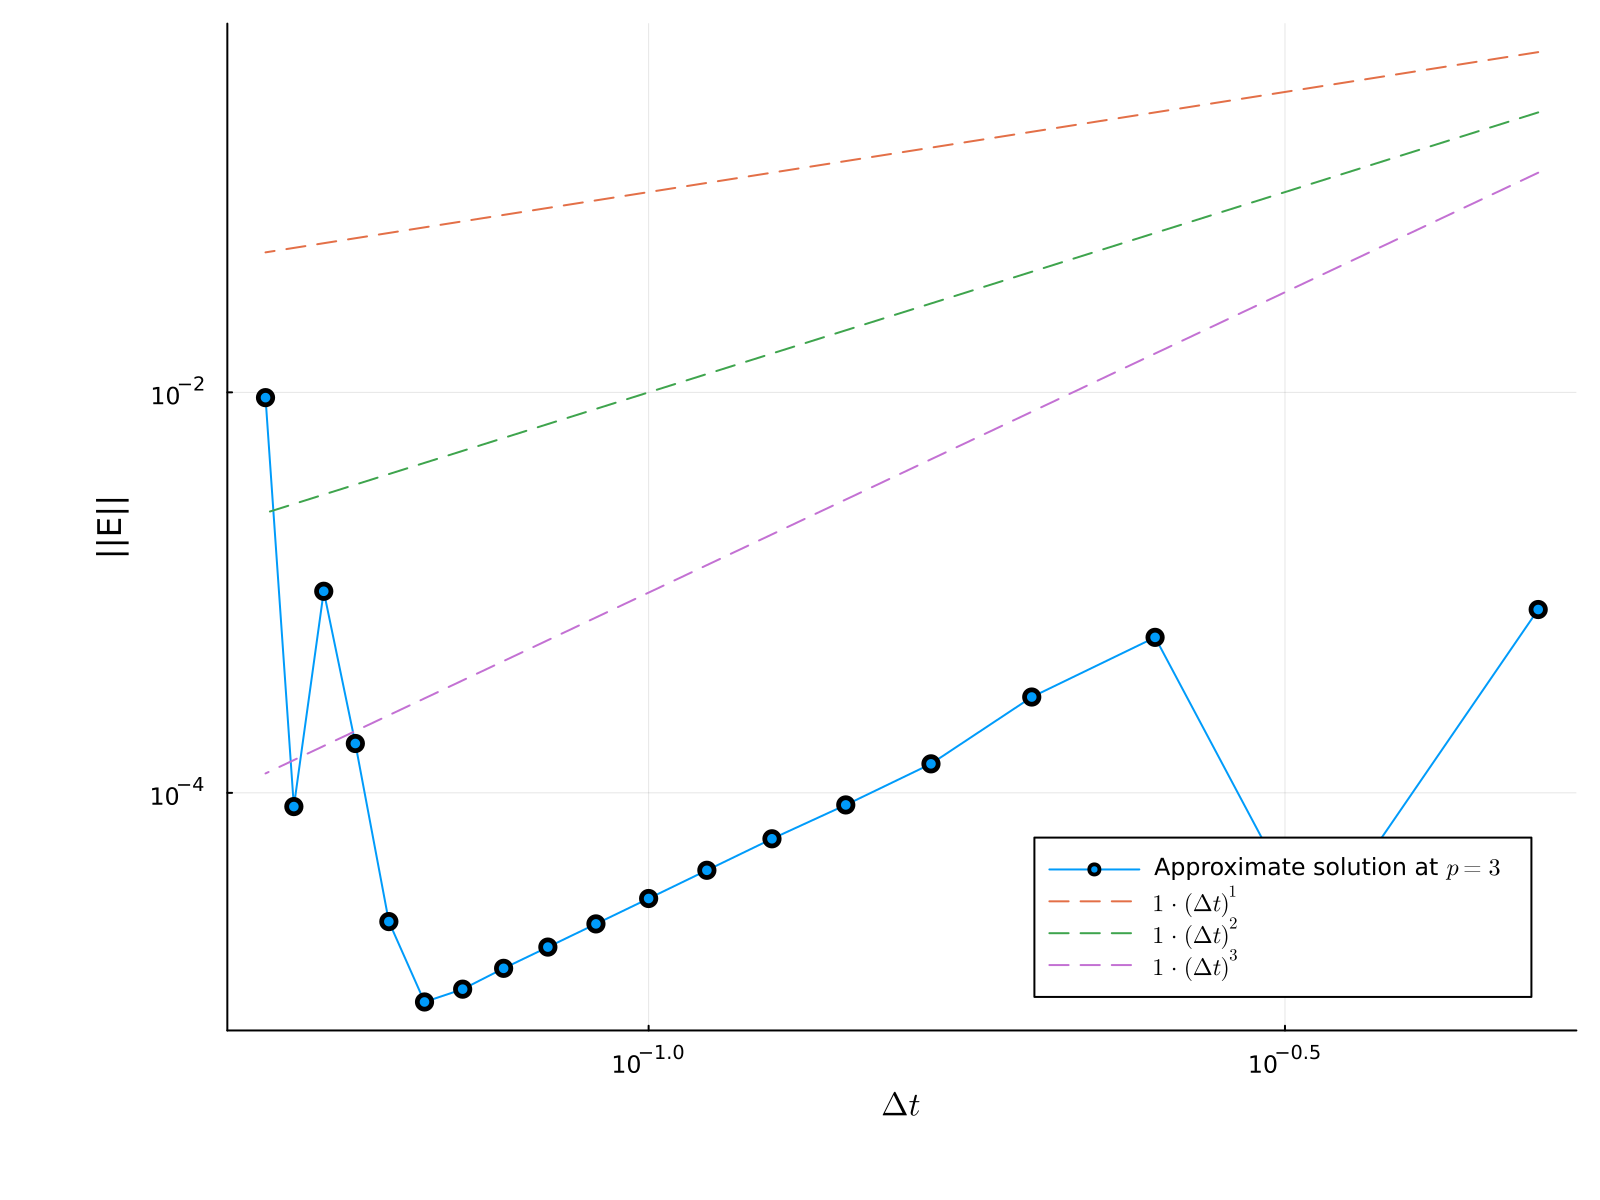 ||E||
10⁻²
10⁻⁴
Approximate solution at p = 3
1 · (Δt)¹
1 · (Δt)²
1 · (Δt)³
10⁻¹·⁰
10⁻⁰·⁵
Δt